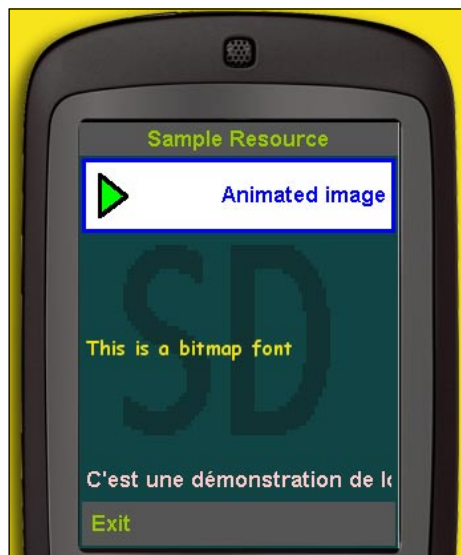 Sample Resource
Animated image
SD
This is a bitmap font
C'est une démonstration de
Exit